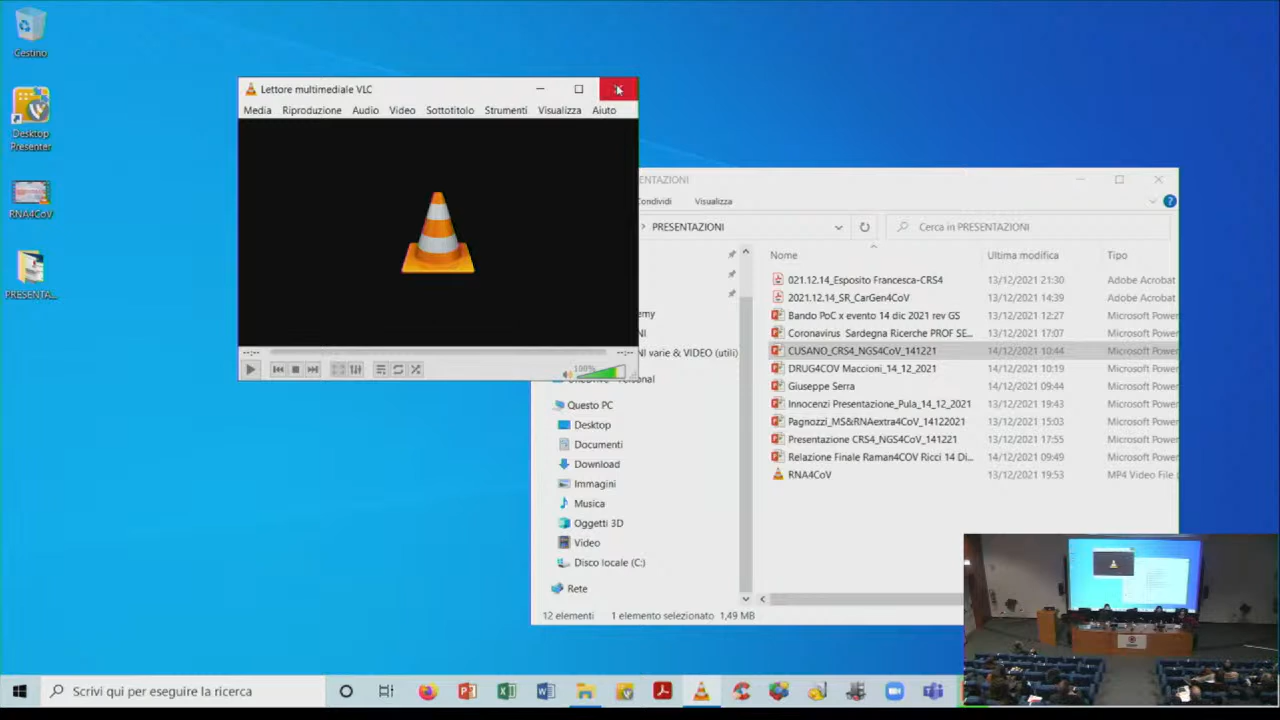 Cestino
Desktop
Presenter
RNA4CoV
PRESENTA...
Lettore multimediale VLC
Media Riproduzione Audio Video Sottotitolo Strumenti Visualizza Aiuto
--:-- --:--
100%
ENTAZIONI
Condividi Visualizza
PRESENTAZIONI
Cerca in PRESENTAZIONI
Nome Ultima modifica Tipo
021.12.14_Esposito Francesca-CRS4 13/12/2021 21:30 Adobe Acrobat
2021.12.14_SR_CarGen4CoV 13/12/2021 14:39 Adobe Acrobat
Bando PoC x evento 14 dic 2021 rev GS 13/12/2021 12:27 Microsoft Power
Coronavirus Sardegna Ricerche PROF SE... 13/12/2021 17:07 Microsoft Power
CUSANO_CRS4_NGS4CoV_141221 14/12/2021 10:44 Microsoft Power
DRUG4COV Maccioni_14_12_2021 14/12/2021 10:19 Microsoft Power
Giuseppe Serra 14/12/2021 09:44 Microsoft Power
Innocenzi Presentazione_Pula_14_12_2021 13/12/2021 19:43 Microsoft Power
Pagnozzi_MS&RNAextra4CoV_14122021 13/12/2021 15:03 Microsoft Power
Presentazione CRS4_NGS4CoV_141221 13/12/2021 17:55 Microsoft Power
Relazione Finale Raman4COV Ricci 14 Di... 14/12/2021 09:49 Microsoft Power
RNA4CoV 13/12/2021 19:53 MP4 Video File (
emy
NI
NI varie & VIDEO (utili)
Questo PC
Desktop
Documenti
Download
Immagini
Musica
Oggetti 3D
Video
Disco locale (C:)
Rete
12 elementi 1 elemento selezionato 1,49 MB
Scrivi qui per eseguire la ricerca